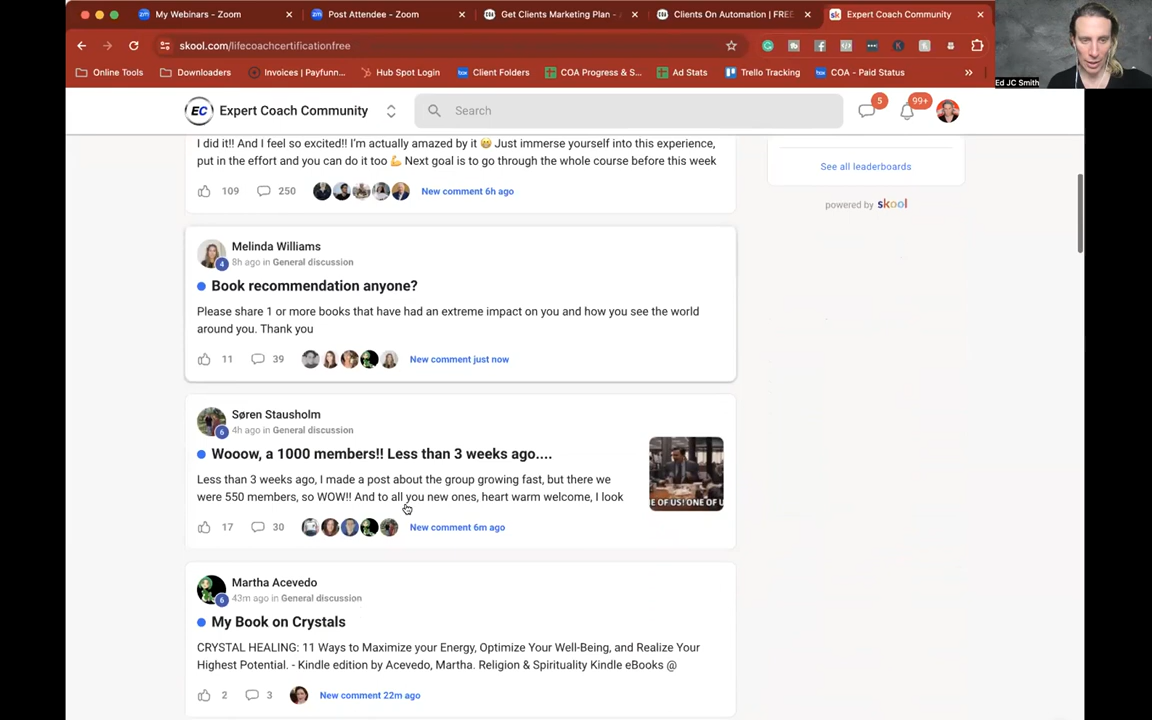 My Webinars - Zoom
Post Attendee - Zoom
Get Clients Marketing Plan -
Clients On Automation | FREE
Expert Coach Community
skool.com/lifecoachcertificationfree
Online Tools
Downloaders
Invoices | Payfunn...
Hub Spot Login
Client Folders
COA Progress & S...
Ad Stats
Trello Tracking
COA - Paid Status
Ed JC Smith
EC
Expert Coach Community
Search
5
99+
I did it!! And I feel so excited!! I'm actually amazed by it 😁 Just immerse yourself into this experience,
put in the effort and you can do it too 💪 Next goal is to go through the whole course before this week
109
250
New comment 6h ago
See all leaderboards
powered by skool
Melinda Williams
4
8h ago in General discussion
Book recommendation anyone?
Please share 1 or more books that have had an extreme impact on you and how you see the world
around you. Thank you
11
39
New comment just now
Søren Stausholm
6
4h ago in General discussion
Wooow, a 1000 members!! Less than 3 weeks ago....
Less than 3 weeks ago, I made a post about the group growing fast, but there we
were 550 members, so WOW!! And to all you new ones, heart warm welcome, I look
E OF US! ONE OF U
17
30
New comment 6m ago
Martha Acevedo
6
43m ago in General discussion
My Book on Crystals
CRYSTAL HEALING: 11 Ways to Maximize your Energy, Optimize Your Well-Being, and Realize Your
Highest Potential. - Kindle edition by Acevedo, Martha. Religion & Spirituality Kindle eBooks @
2
3
New comment 22m ago